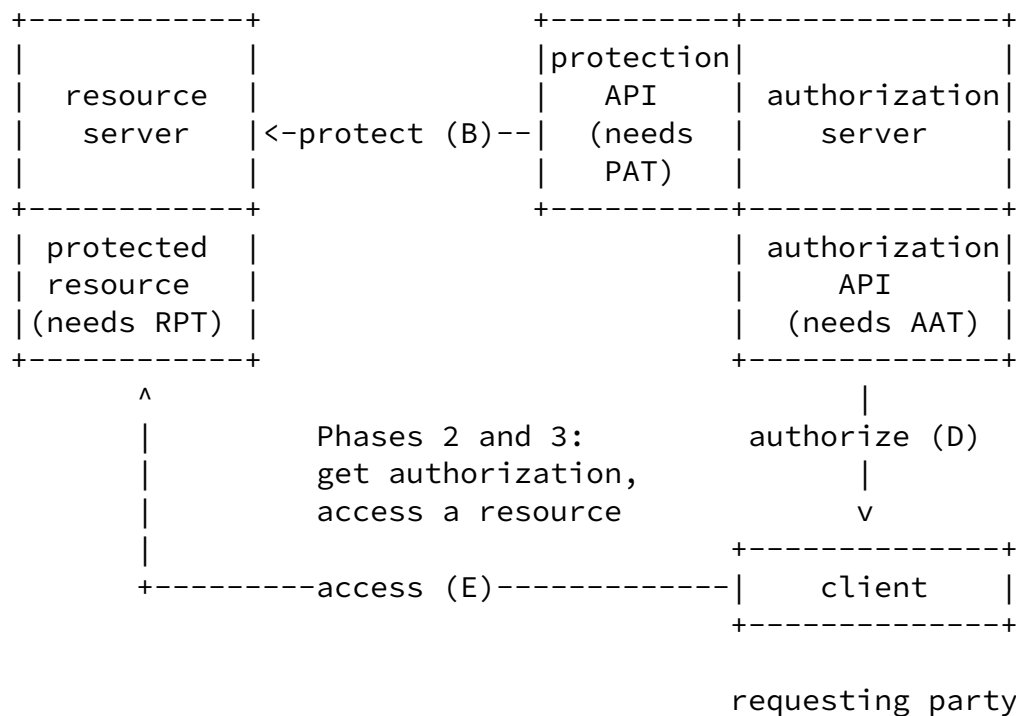 +------------+               +----------+--------------+
|            |               |protection|              |
|  resource  |               |   API    | authorization|
|   server   |<-protect (B)--|  (needs  |    server    |
|            |               |   PAT)   |              |
+------------+               +----------+--------------+
| protected  |                          | authorization|
| resource   |                          |     API      |
|(needs RPT) |                          |  (needs AAT) |
+------------+                          +--------------+
       ^                                       |
       |         Phases 2 and 3:         authorize (D)
       |         get authorization,            |
       |         access a resource             v
       |                                +--------------+
       +---------access (E)-------------|    client    |
                                        +--------------+
                                        requesting party